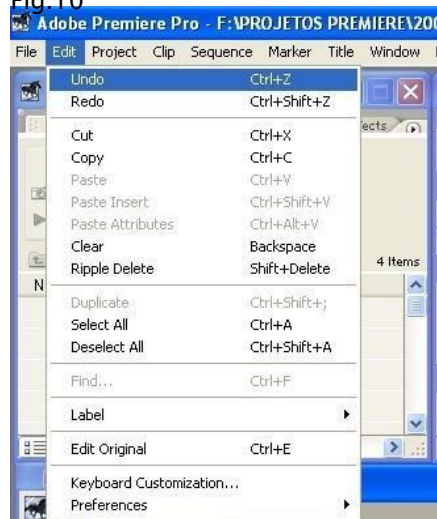 Fig.10
Adobe Premiere Pro - F:\PROJETOS PREMIERE\200
File Edit Project Clip Sequence Marker Title Window
Undo Ctrl+Z
Redo Ctrl+Shift+Z
ects
Cut Ctrl+X
Copy Ctrl+C
Paste Ctrl+V
Paste Insert Ctrl+Shift+V
Paste Attributes Ctrl+Alt+V
Clear Backspace
Ripple Delete Shift+Delete
4 Items
N
Duplicate Ctrl+Shift+;
Select All Ctrl+A
Deselect All Ctrl+Shift+A
Find... Ctrl+F
Label
Edit Original Ctrl+E
Keyboard Customization...
Preferences